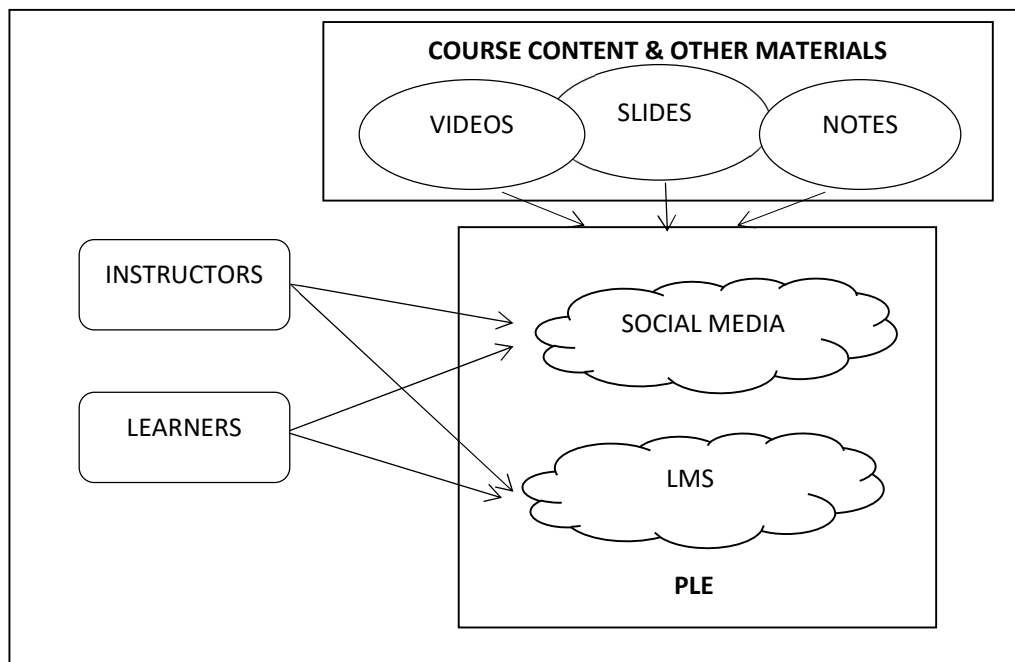 COURSE CONTENT & OTHER MATERIALS
VIDEOS
SLIDES
NOTES
INSTRUCTORS
SOCIAL MEDIA
LEARNERS
LMS
PLE